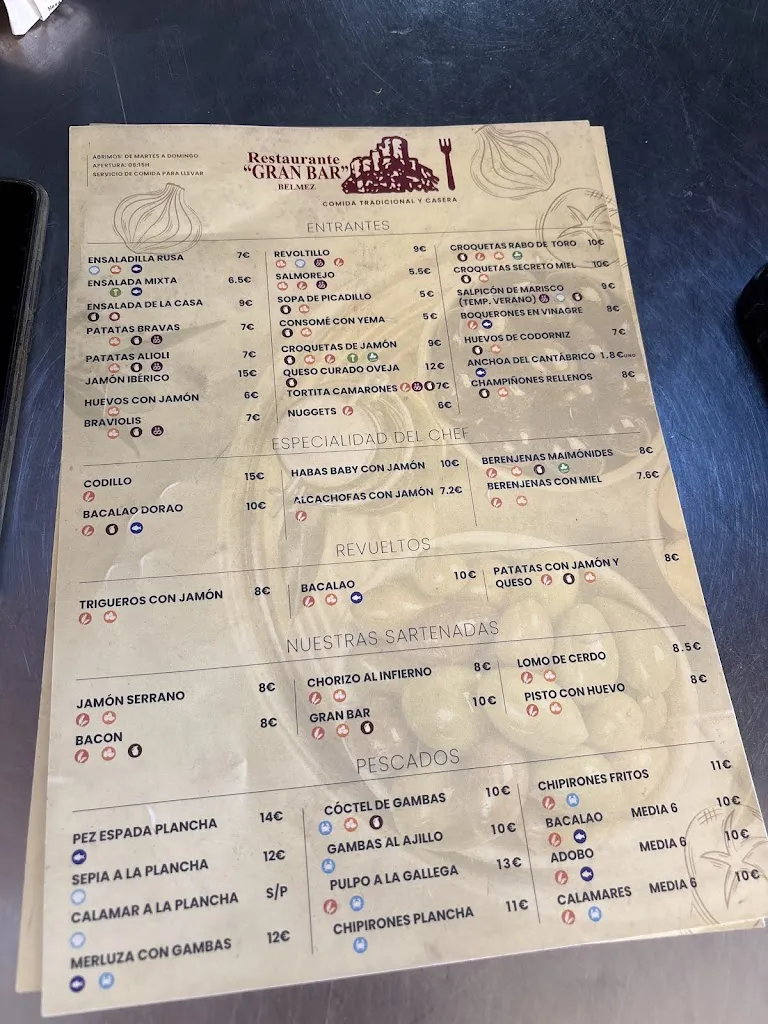 ABRIMOS: DE MARTES A DOMINGO
APERTURA: 08:15H
SERVICIO DE COMIDA PARA LLEVAR
Restaurante
"GRAN BAR"
BELMEZ
COMIDA TRADICIONAL Y CASERA
ENTRANTES
ENSALADILLA RUSA 7€
ENSALADA MIXTA 6.5€
ENSALADA DE LA CASA 9€
PATATAS BRAVAS 7€
PATATAS ALIOLI 7€
JAMÓN IBÉRICO 15€
HUEVOS CON JAMÓN 6€
BRAVIOLIS 7€
REVOLTILLO 9€
SALMOREJO 5.5€
SOPA DE PICADILLO 5€
CONSOMÉ CON YEMA 5€
CROQUETAS DE JAMÓN 9€
QUESO CURADO OVEJA 12€
TORTITA CAMARONES 7€
NUGGETS 6€
CROQUETAS RABO DE TORO 10€
CROQUETAS SECRETO MIEL 10€
SALPICÓN DE MARISCO 9€
(TEMP. VERANO)
BOQUERONES EN VINAGRE 8€
HUEVOS DE CODORNIZ 7€
ANCHOA DEL CANTÁBRICO 1.8€UNO
CHAMPIÑONES RELLENOS 8€
ESPECIALIDAD DEL CHEF
CODILLO 15€
BACALAO DORAO 10€
HABAS BABY CON JAMÓN 10€
ALCACHOFAS CON JAMÓN 7.2€
BERENJENAS MAIMÓNIDES 8€
BERENJENAS CON MIEL 7.6€
REVUELTOS
TRIGUEROS CON JAMÓN 8€
BACALAO 10€
PATATAS CON JAMÓN Y 8€
QUESO
NUESTRAS SARTENADAS
JAMÓN SERRANO 8€
BACON 8€
CHORIZO AL INFIERNO 8€
GRAN BAR 10€
LOMO DE CERDO 8.5€
PISTO CON HUEVO 8€
PESCADOS
PEZ ESPADA PLANCHA 14€
SEPIA A LA PLANCHA 12€
CALAMAR A LA PLANCHA S/P
MERLUZA CON GAMBAS 12€
CÓCTEL DE GAMBAS 10€
GAMBAS AL AJILLO 10€
PULPO A LA GALLEGA 13€
CHIPIRONES PLANCHA 11€
CHIPIRONES FRITOS 11€
BACALAO MEDIA 6 10€
ADOBO MEDIA 6 10€
CALAMARES MEDIA 6 10€